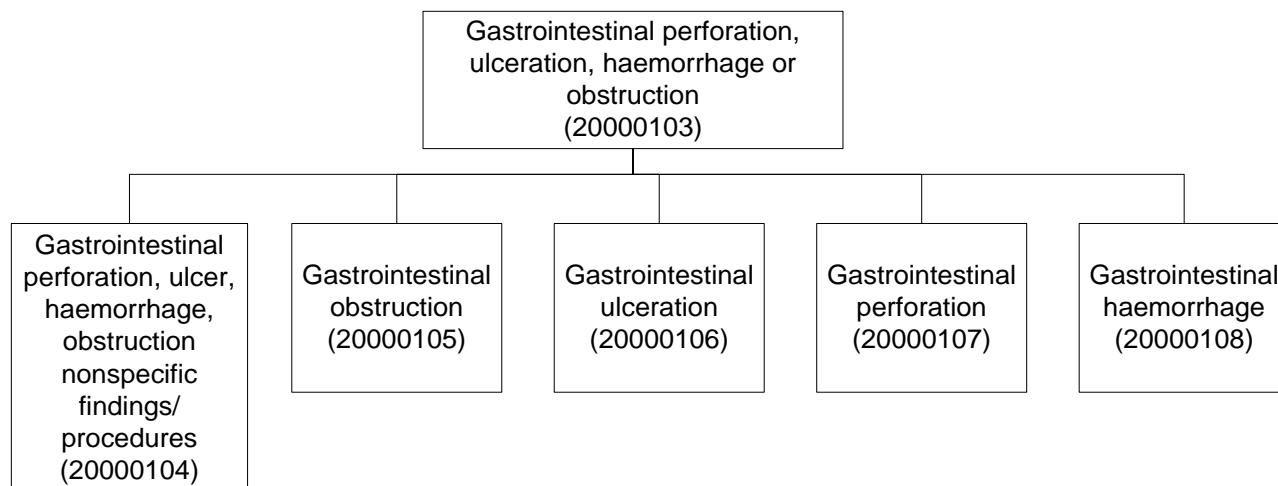 Gastrointestinal perforation,
ulceration, haemorrhage or
obstruction
(20000103)
Gastrointestinal
perforation, ulcer,
haemorrhage,
obstruction
nonspecific
findings/
procedures
(20000104)
Gastrointestinal
obstruction
(20000105)
Gastrointestinal
ulceration
(20000106)
Gastrointestinal
perforation
(20000107)
Gastrointestinal
haemorrhage
(20000108)